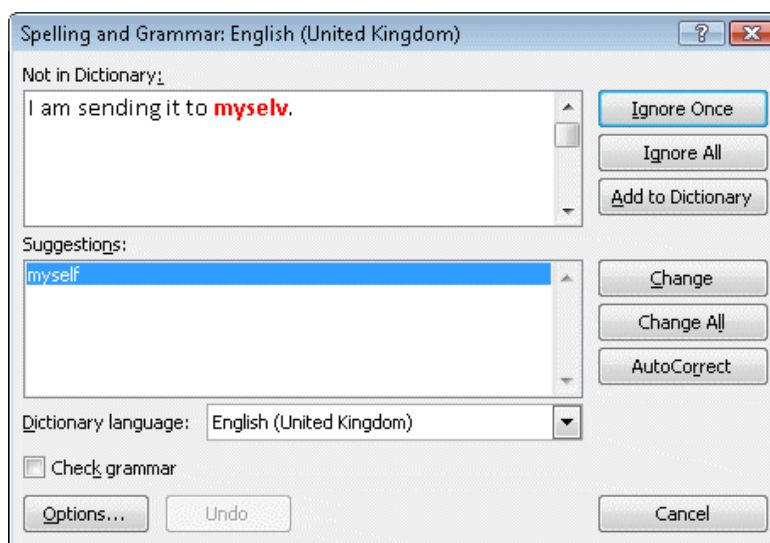 Spelling and Grammar: English (United Kingdom)
Not in Dictionary:
I am sending it to myselv.
Ignore Once
Ignore All
Add to Dictionary
Suggestions:
myself
Change
Change All
AutoCorrect
Dictionary language: English (United Kingdom)
Check grammar
Options... Undo Cancel